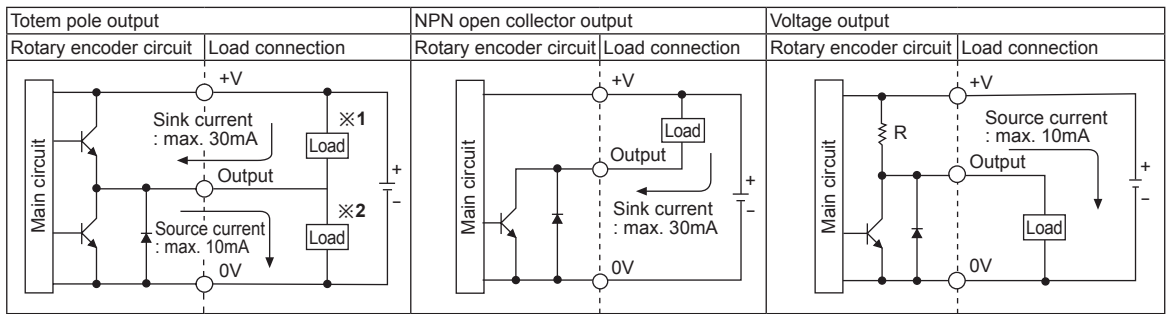 Totem pole output
Rotary encoder circuit
Load connection
Main circuit
+V
Sink current
: max. 30mA
※1
Load
Output
+
−
※2
Source current
: max. 10mA
Load
0V
NPN open collector output
Rotary encoder circuit
Load connection
Main circuit
+V
Load
Output
Sink current
: max. 30mA
+
−
0V
Voltage output
Rotary encoder circuit
Load connection
Main circuit
+V
R
Source current
: max. 10mA
Output
Load
+
−
0V